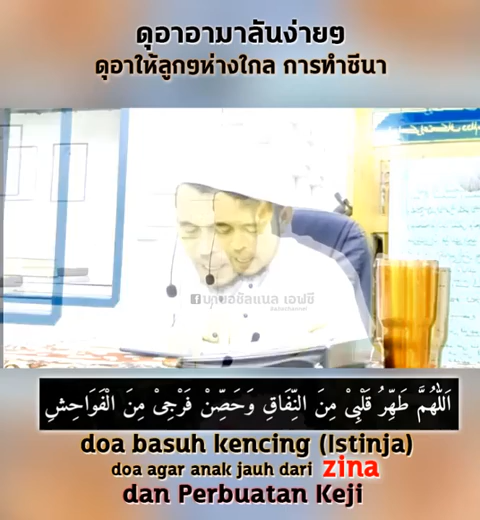 ดุอาอามาลันง่ายๆ
ดุอาให้ลูกๆห่างใกล การทำซีนา
บาบอซัลแนล เอฟซี
اَللّٰهُمَّ طَهِّرْ قَلْبِيْ مِنَ النِّفَاقِ وَحَصِّنْ فَرْجِيْ مِنَ الْفَوَاحِشِ
doa basuh kencing (Istinja)
doa agar anak jauh dari zina
dan Perbuatan Keji